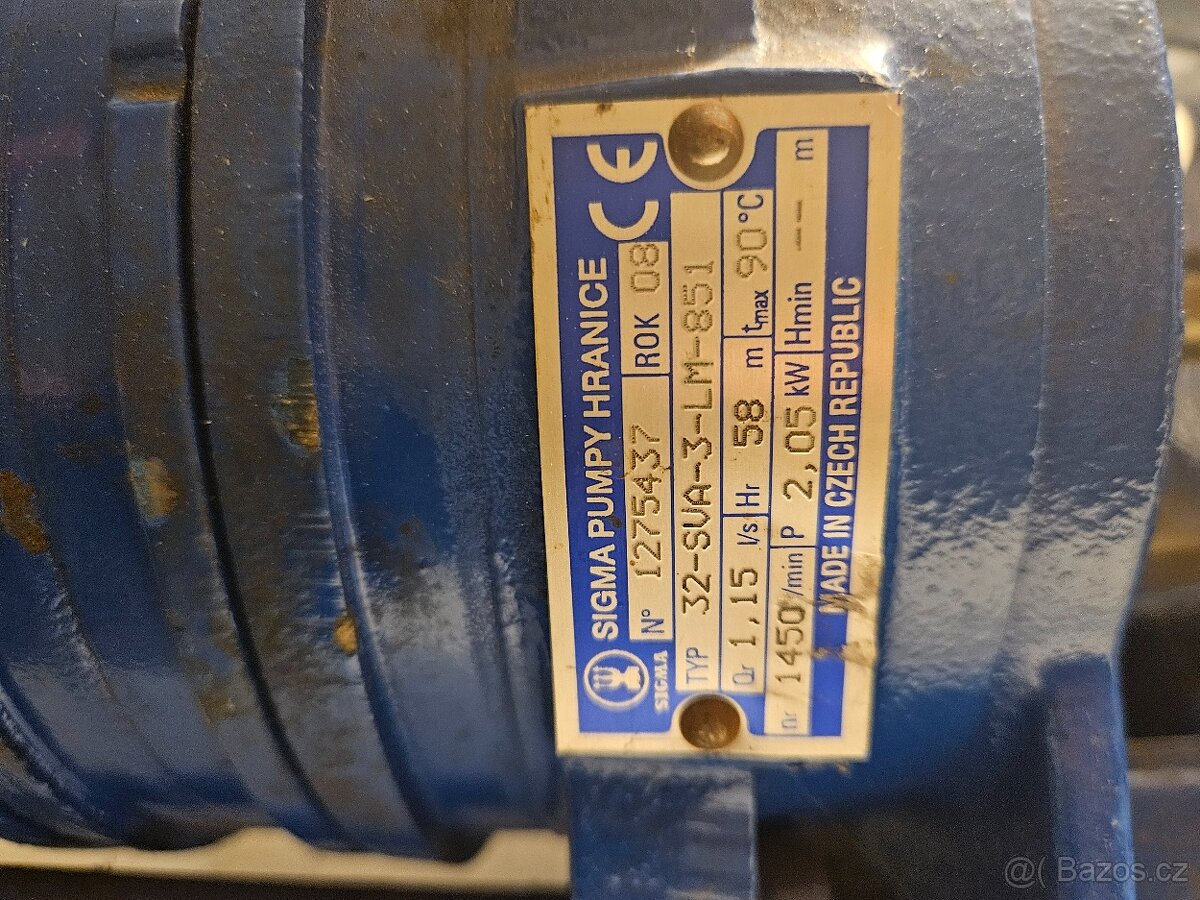 SIGMA PUMPY HRANICE CE
SIGMA
N° 1275437 ROK 08
TYP 32-SVA-3-LM-851
Qr 1,15 l/s Hr 58 m tmax 90 °C
nr 1450 /min P 2,05 kW Hmin --- m
MADE IN CZECH REPUBLIC
@( Bazos.cz